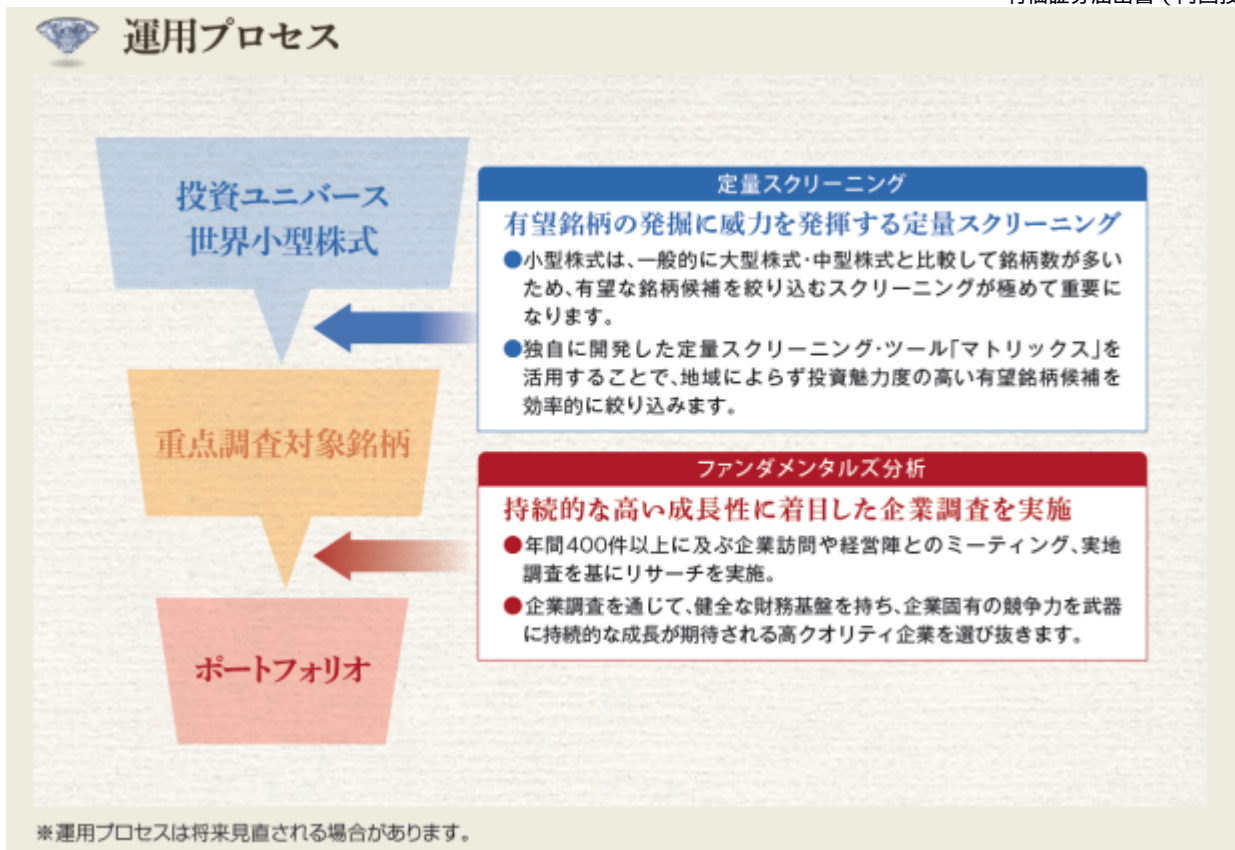 運用プロセス
投資ユニバース
世界小型株式
定量スクリーニング
有望銘柄の発掘に威力を発揮する定量スクリーニング
●小型株式は、一般的に大型株式・中型株式と比較して銘柄数が多い
ため、有望な銘柄候補を絞り込むスクリーニングが極めて重要に
なります。
●独自に開発した定量スクリーニング・ツール「マトリックス」を
活用することで、地域によらず投資魅力度の高い有望銘柄候補を
効率的に絞り込みます。
重点調査対象銘柄
ファンダメンタルズ分析
持続的な高い成長性に着目した企業調査を実施
●年間400件以上に及ぶ企業訪問や経営陣とのミーティング、実地
調査を基にリサーチを実施。
●企業調査を通じて、健全な財務基盤を持ち、企業固有の競争力を武器
に持続的な成長が期待される高クオリティ企業を選び抜きます。
ポートフォリオ
※運用プロセスは将来見直される場合があります。